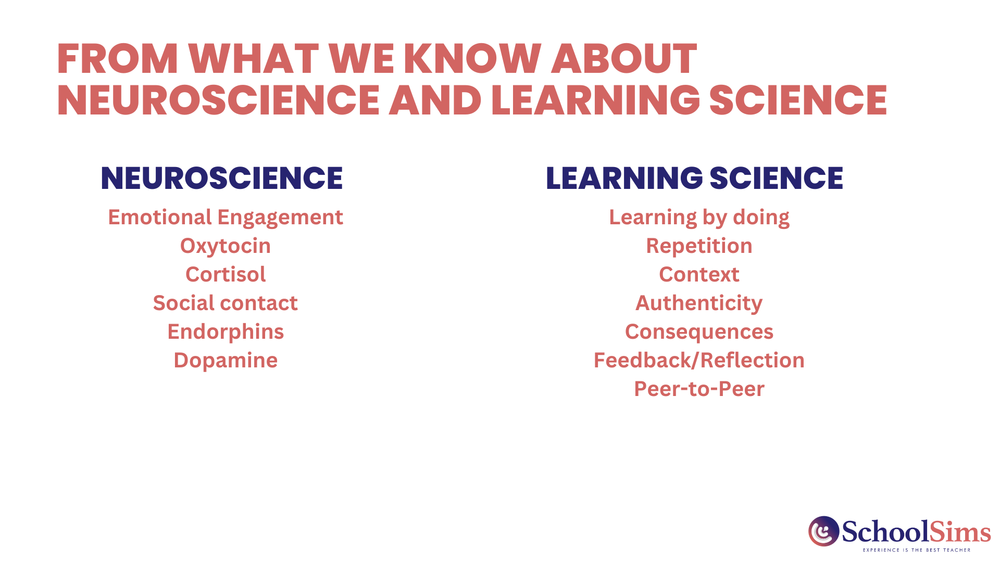 FROM WHAT WE KNOW ABOUT
NEUROSCIENCE AND LEARNING SCIENCE
NEUROSCIENCE
Emotional Engagement
Oxytocin
Cortisol
Social contact
Endorphins
Dopamine
LEARNING SCIENCE
Learning by doing
Repetition
Context
Authenticity
Consequences
Feedback/Reflection
Peer-to-Peer
SchoolSims
EXPERIENCE IS THE BEST TEACHER